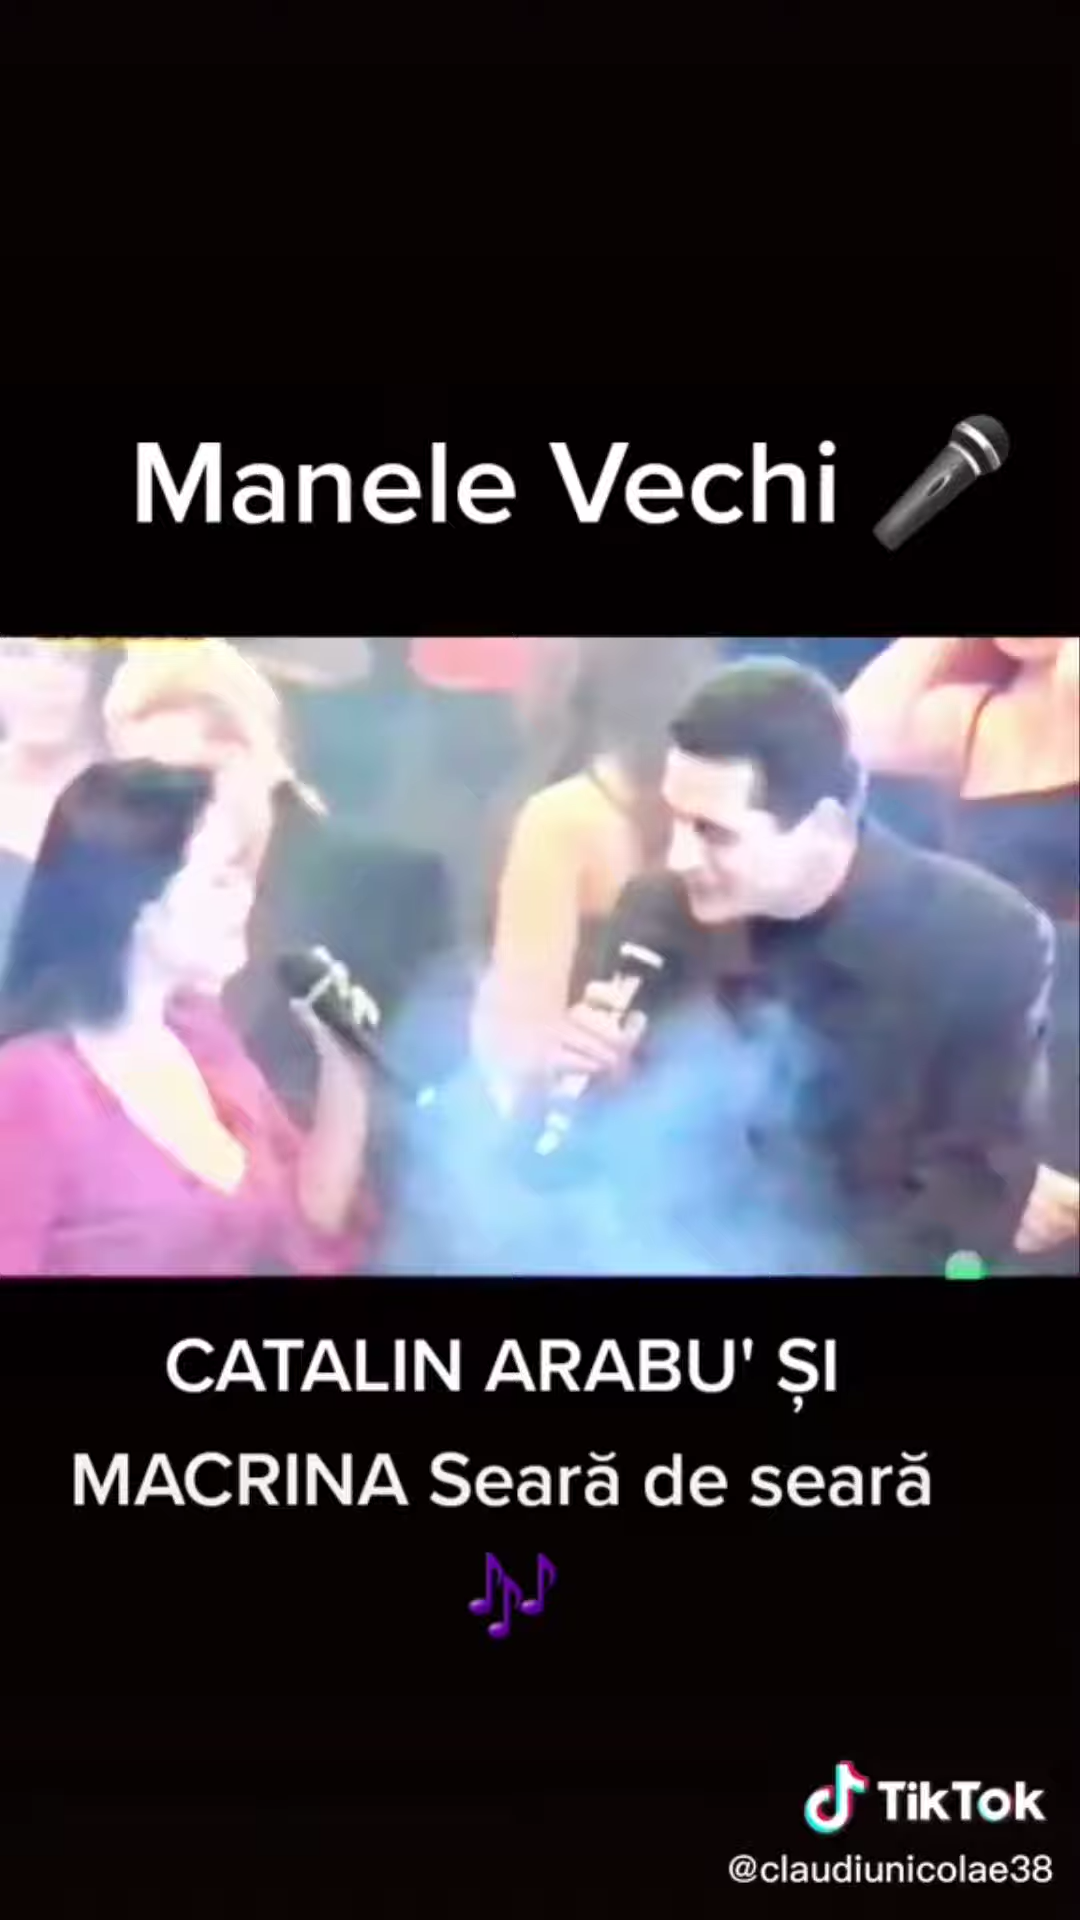 Manele Vechi
CATALIN ARABU' ȘI
MACRINA Seară de seară
TikTok
@claudiunicolae38